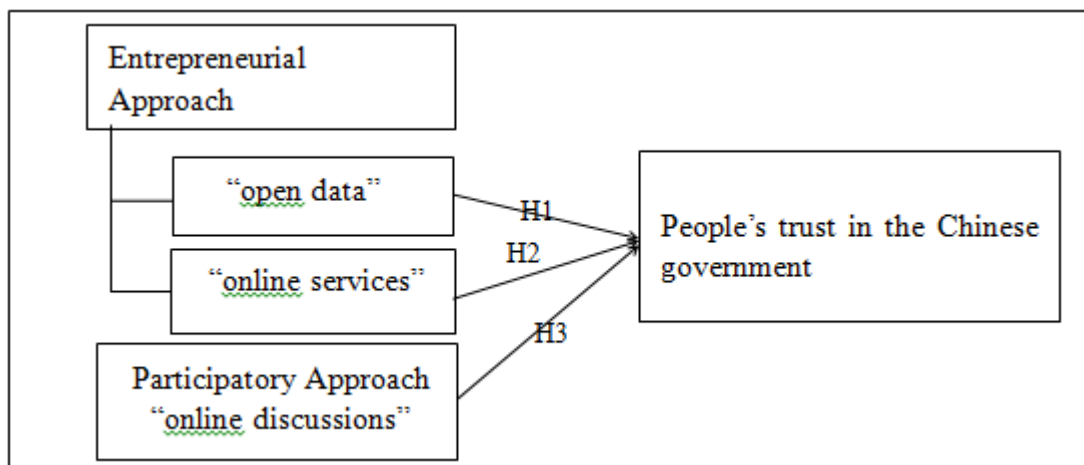 Entrepreneurial
Approach
“open data”
H1
People’s trust in the Chinese
government
H2
“online services”
H3
Participatory Approach
“online discussions”